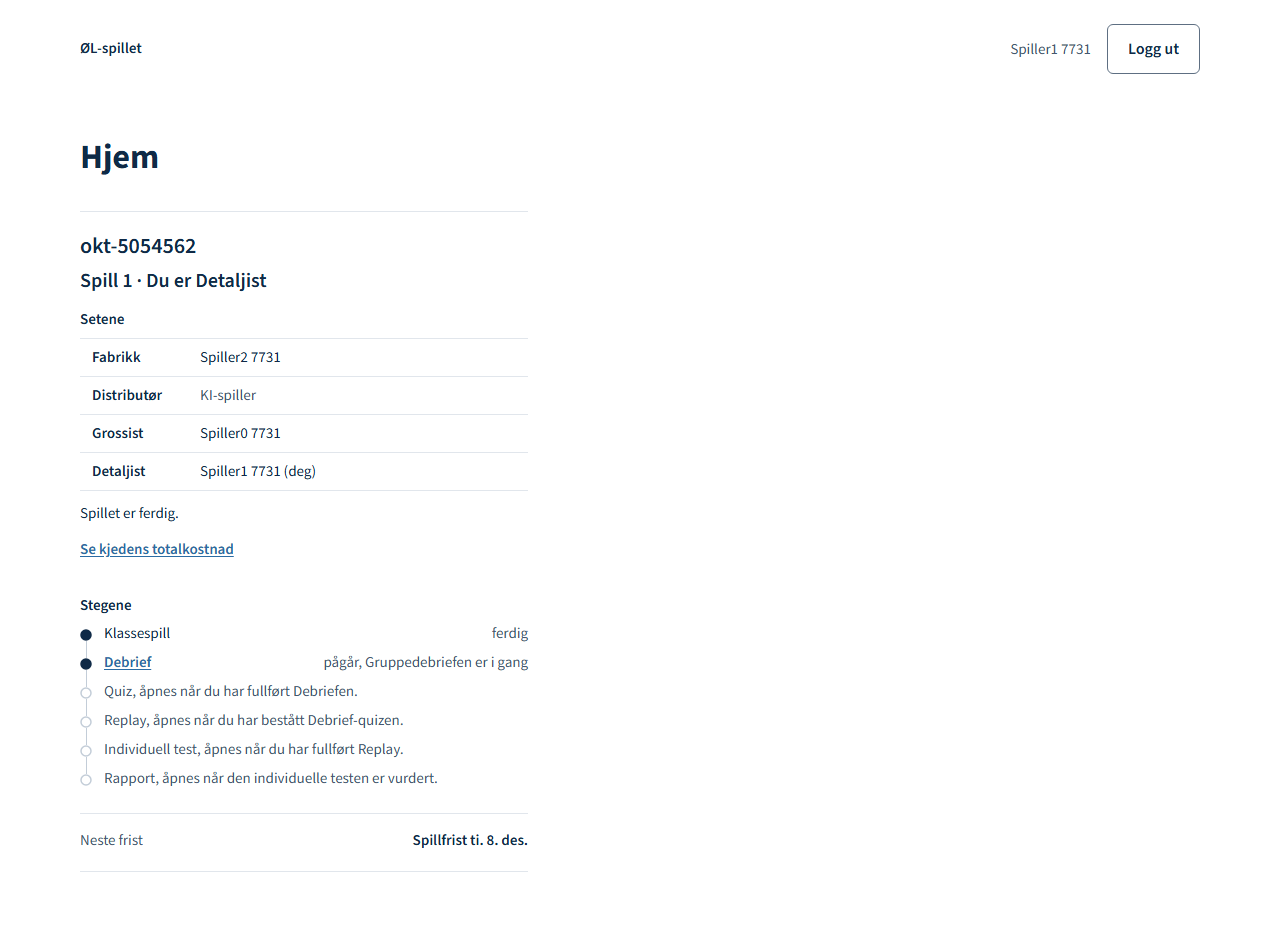 ØL-spillet
Spiller1 7731
Logg ut
Hjem
okt-5054562
Spill 1 · Du er Detaljist
Setene
Fabrikk Spiller2 7731
Distributør KI-spiller
Grossist Spiller0 7731
Detaljist Spiller1 7731 (deg)
Spillet er ferdig.
Se kjedens totalkostnad
Stegene
Klassespill ferdig
Debrief pågår, Gruppedebriefen er i gang
Quiz, åpnes når du har fullført Debriefen.
Replay, åpnes når du har bestått Debrief-quizen.
Individuell test, åpnes når du har fullført Replay.
Rapport, åpnes når den individuelle testen er vurdert.
Neste frist Spillfrist ti. 8. des.